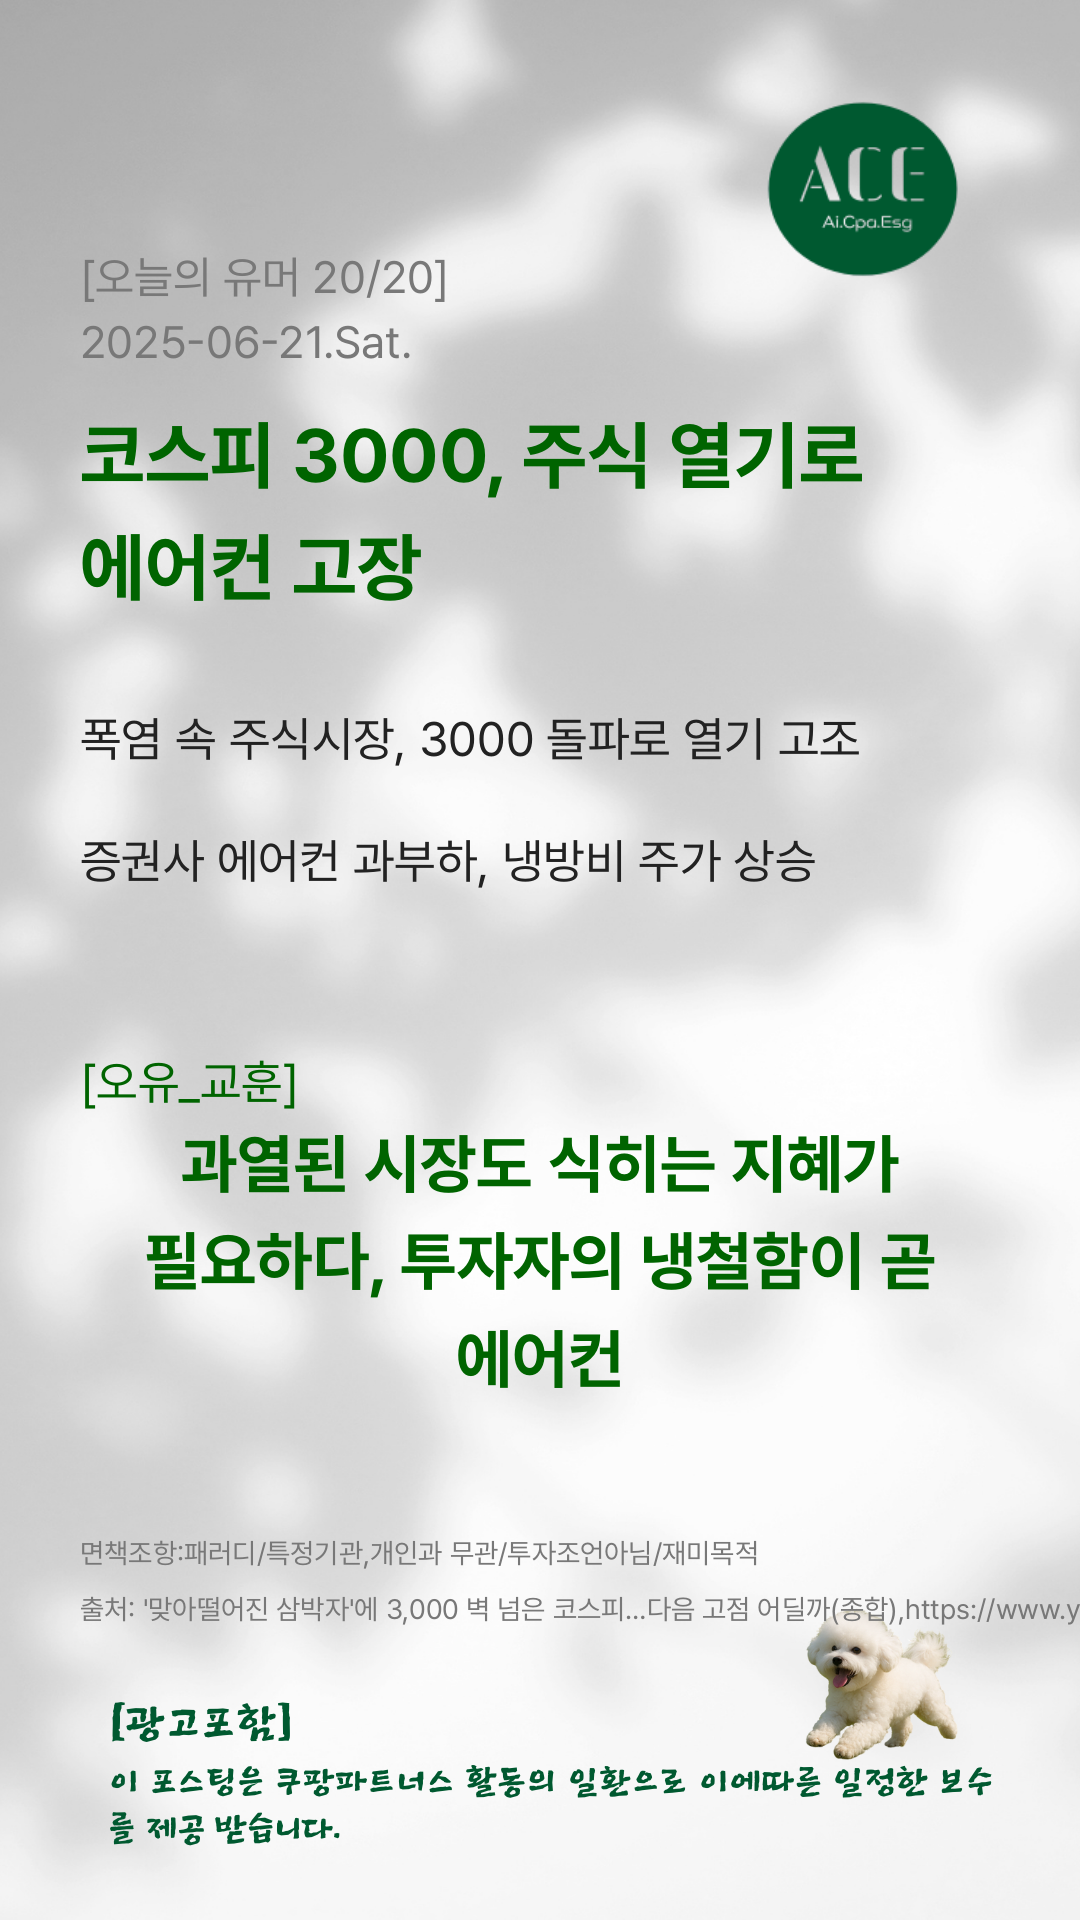 ACE
Ai.Cpa.Esg
[오늘의 유머 20/20]
2025-06-21.Sat.
코스피 3000, 주식 열기로
에어컨 고장
폭염 속 주식시장, 3000 돌파로 열기 고조
증권사 에어컨 과부하, 냉방비 주가 상승
[오유_교훈]
과열된 시장도 식히는 지혜가
필요하다, 투자자의 냉철함이 곧
에어컨
면책조항:패러디/특정기관,개인과 무관/투자조언아님/재미목적
출처: '맞아떨어진 삼박자'에 3,000 벽 넘은 코스피…다음 고점 어딜까(종합),https://www.y
[광고포함]
이 포스팅은 쿠팡파트너스 활동의 일환으로 이에따른 일정한 보수
를 제공 받습니다.